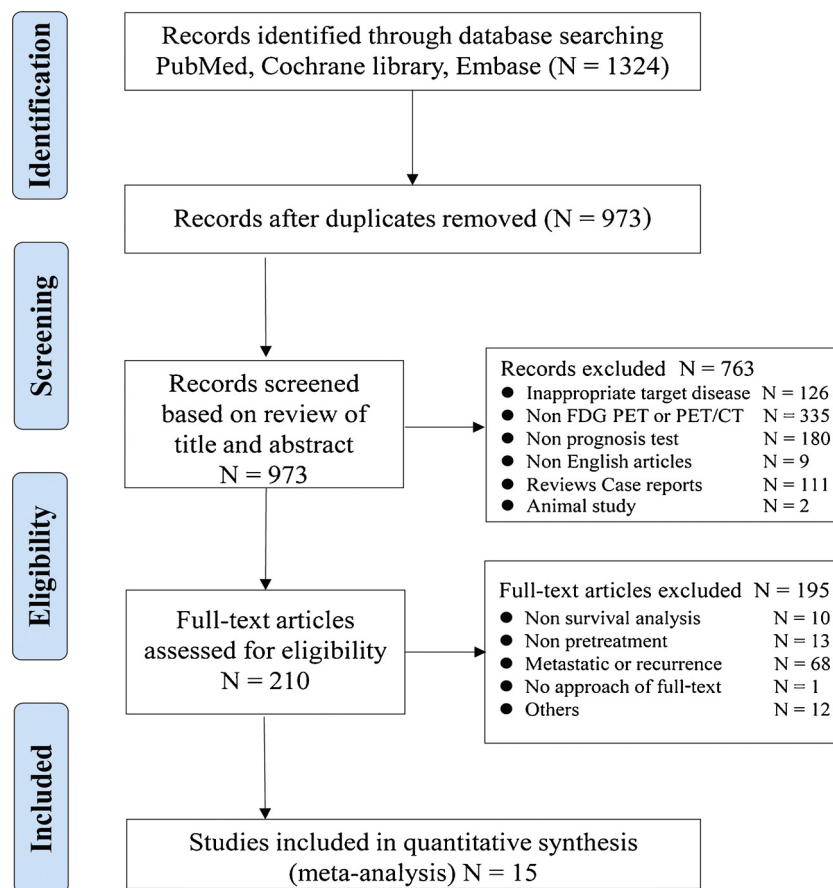 Identification
Records identified through database searching
PubMed, Cochrane library, Embase (N = 1324)
Records after duplicates removed (N = 973)
Screening
Records screened
based on review of
title and abstract
N = 973
Records excluded N = 763
● Inappropriate target disease N = 126
● Non FDG PET or PET/CT N = 335
● Non prognosis test N = 180
● Non English articles N = 9
● Reviews Case reports N = 111
● Animal study N = 2
Eligibility
Full-text articles
assessed for eligibility
N = 210
Full-text articles excluded N = 195
● Non survival analysis N = 10
● Non pretreatment N = 13
● Metastatic or recurrence N = 68
● No approach of full-text N = 1
● Others N = 12
Included
Studies included in quantitative synthesis
(meta-analysis) N = 15